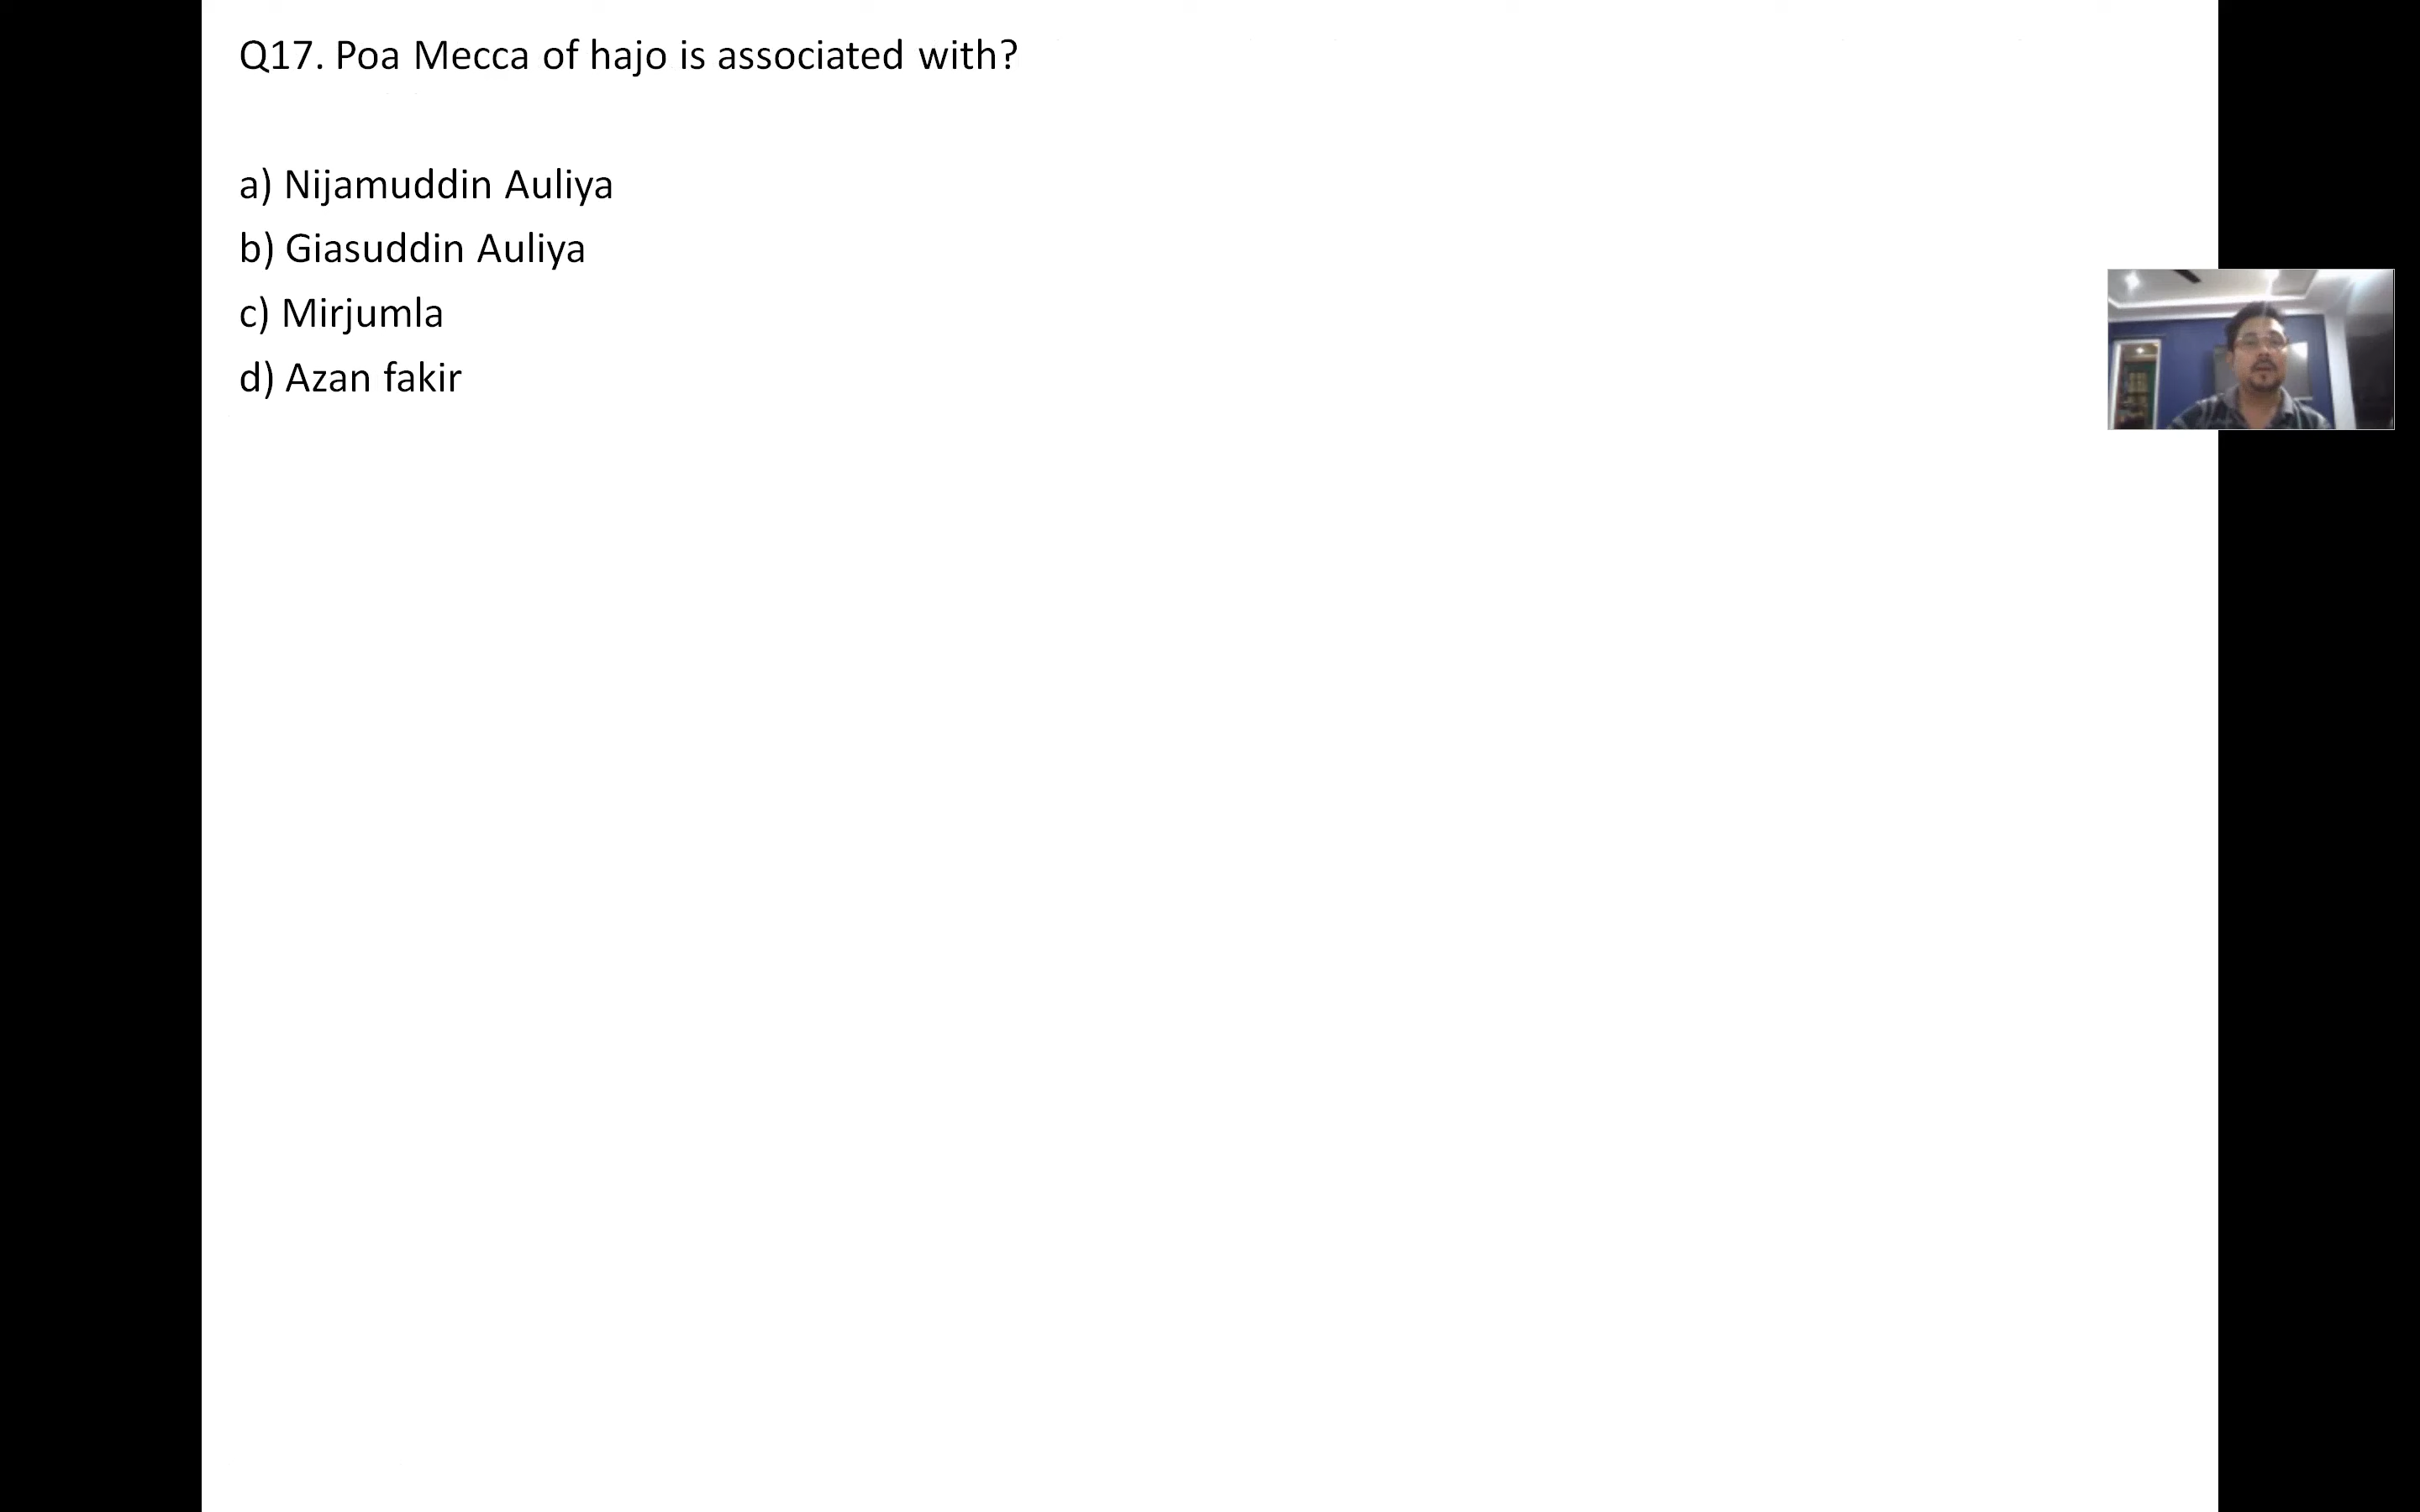 Q17. Poa Mecca of hajo is associated with?
a) Nijamuddin Auliya
b) Giasuddin Auliya
c) Mirjumla
d) Azan fakir